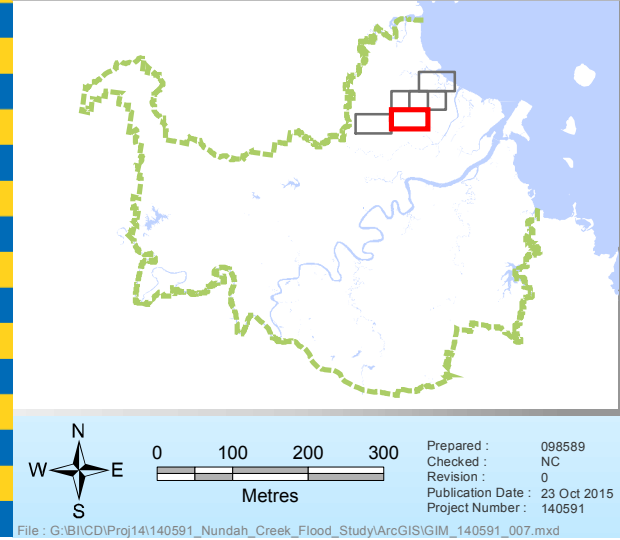 N
W E
S
0 100 200 300
Metres
Prepared : 098589
Checked : NC
Revision : 0
Publication Date : 23 Oct 2015
Project Number : 140591
File : G:\BI\CD\Proj14\140591_Nundah_Creek_Flood_Study\ArcGIS\GIM_140591_007.mxd